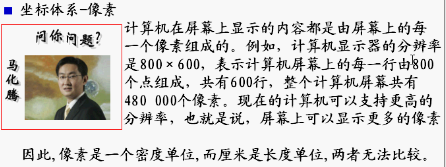 坐标体系-像素
问你问题?
马化腾
计算机在屏幕上显示的内容都是由屏幕上的每
一个像素组成的。例如，计算机显示器的分辨率
是800×600，表示计算机屏幕上的每一行由800
个点组成，共有600行，整个计算机屏幕共有
480 000个像素。现在的计算机可以支持更高的
分辨率，也就是说，屏幕上可以显示更多的像素
因此,像素是一个密度单位,而厘米是长度单位,两者无法比较。